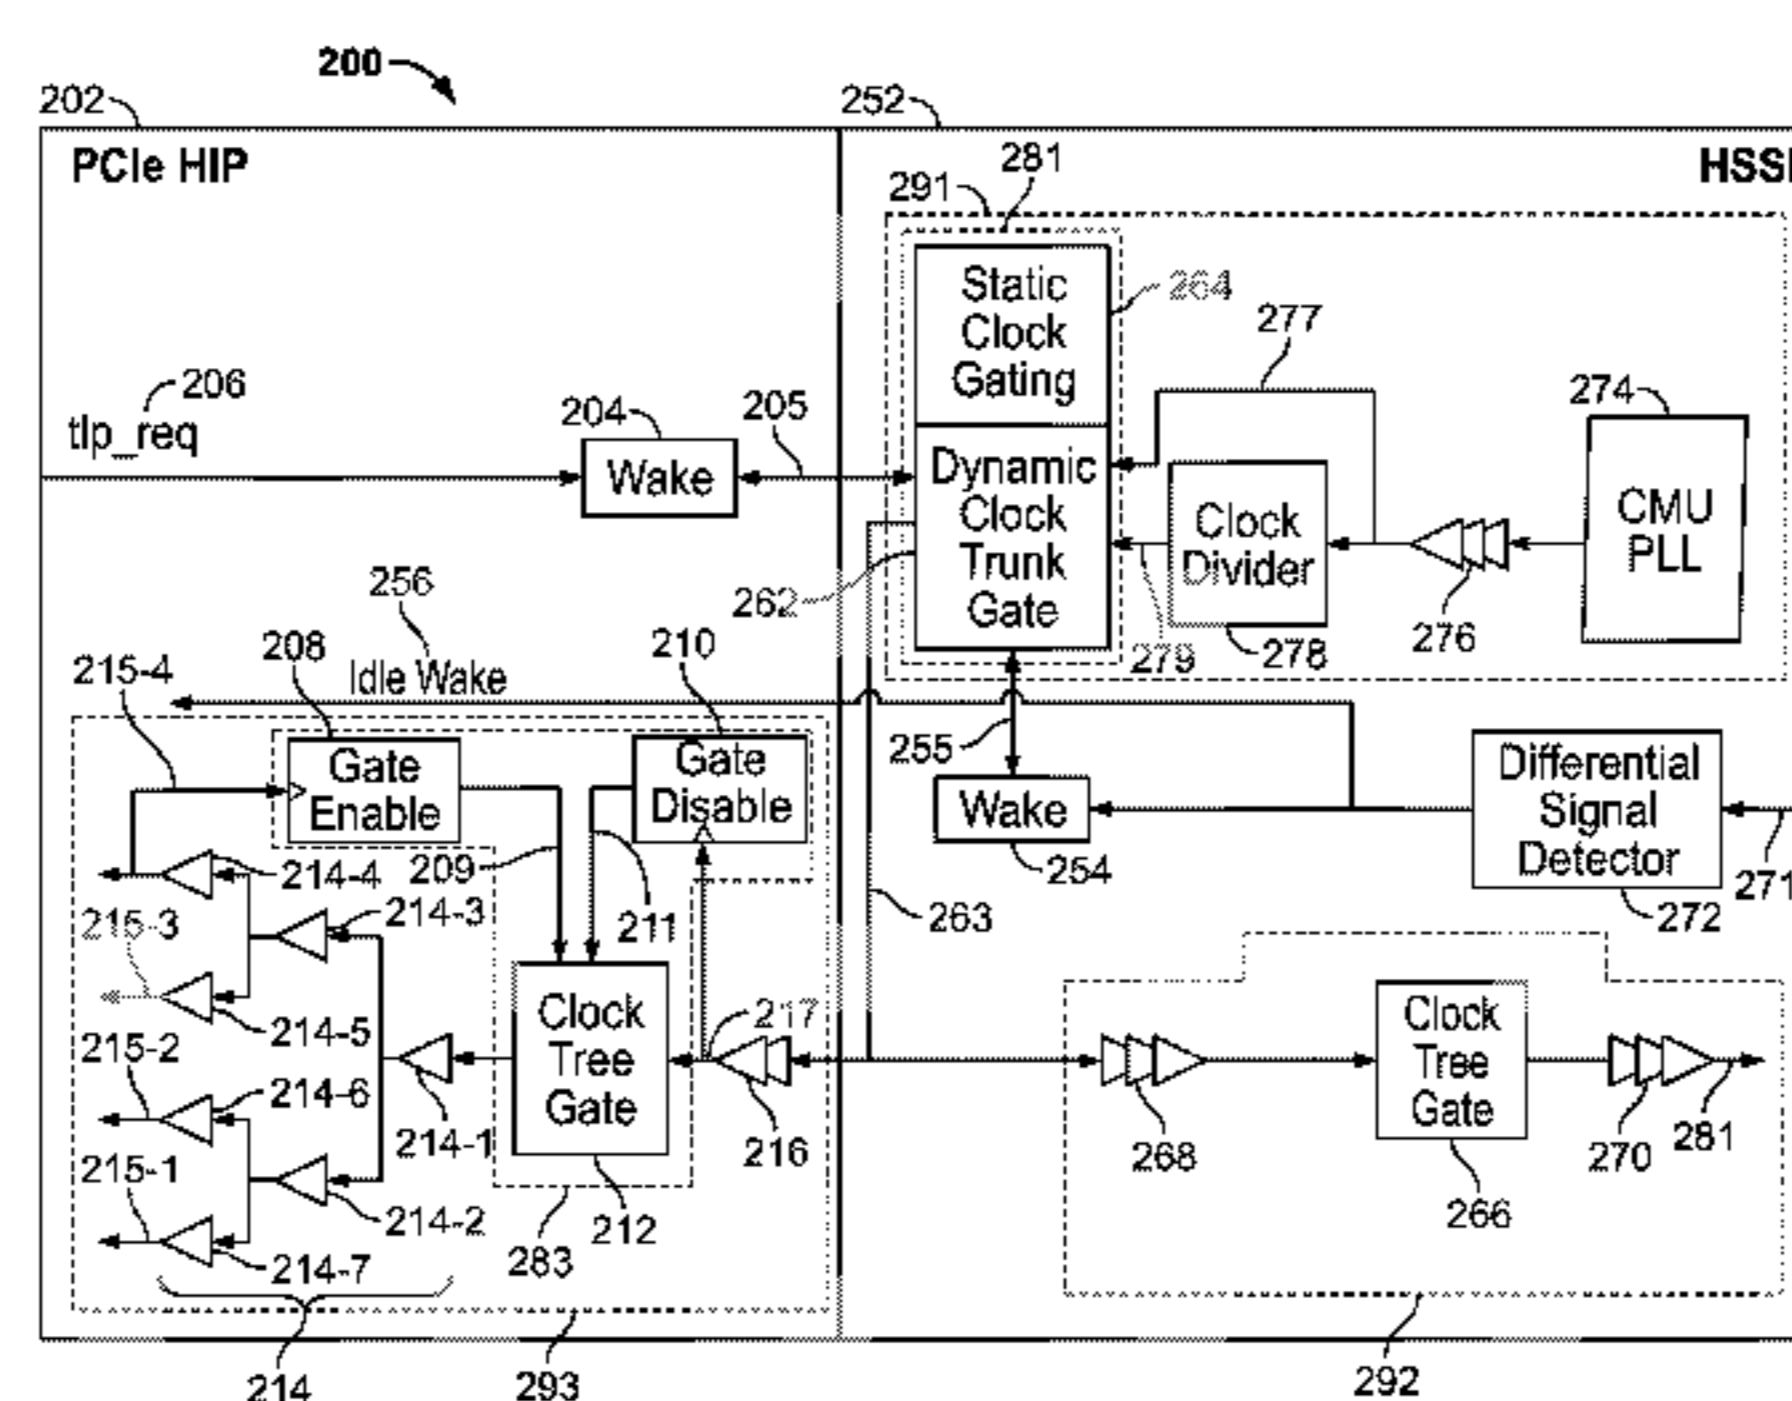 200
202
252
PCIe HIP
HSSI
281
291
264
Static
Clock
Gating
277
206
tlp_req
204
205
274
Wake
Dynamic
Clock
Trunk
Gate
Clock
Divider
CMU
PLL
256
262
276
279
278
215-4
208
Idle Wake
210
Gate
Enable
Gate
Disable
255
Wake
Differential
Signal
Detector
214-4
209
254
271
215-3
214-3
211
263
272
Clock
Tree
Gate
217
Clock
Tree
Gate
214-5
215-2
214-6
214-1
216
268
270
281
215-1
214-2
212
266
214-7
283
214
293
292